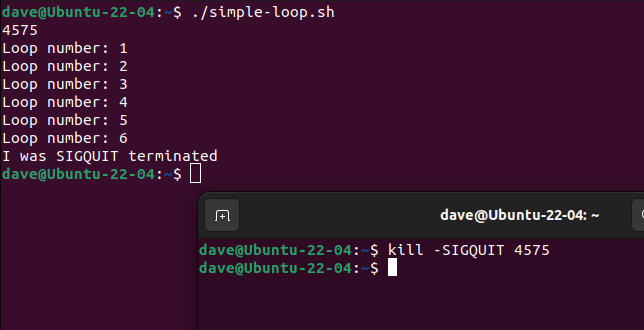 dave@Ubuntu-22-04:~$ ./simple-loop.sh
4575
Loop number: 1
Loop number: 2
Loop number: 3
Loop number: 4
Loop number: 5
Loop number: 6
I was SIGQUIT terminated
dave@Ubuntu-22-04:~$
dave@Ubuntu-22-04: ~
dave@Ubuntu-22-04:~$ kill -SIGQUIT 4575
dave@Ubuntu-22-04:~$